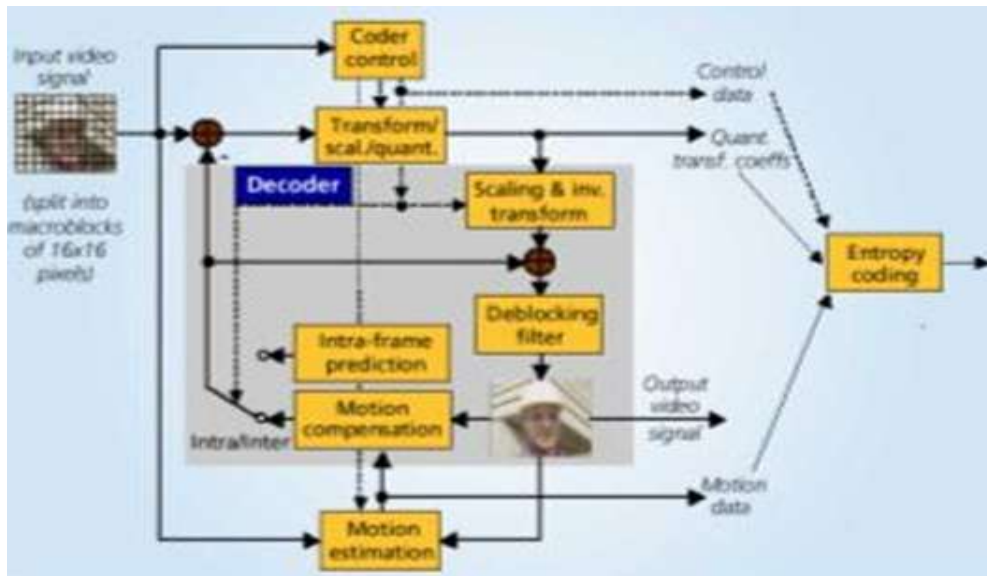 Input video
signal
(split into
macroblocks
of 16x16
pixels)
Coder
control
Transform/
scal./quant.
-
Decoder
Scaling & inv.
transform
Deblocking
filter
Intra-frame
prediction
Motion
compensation
Intra/Inter
Motion
estimation
Control
data
Quant.
transf. coeffs
Output
video
signal
Motion
data
Entropy
coding